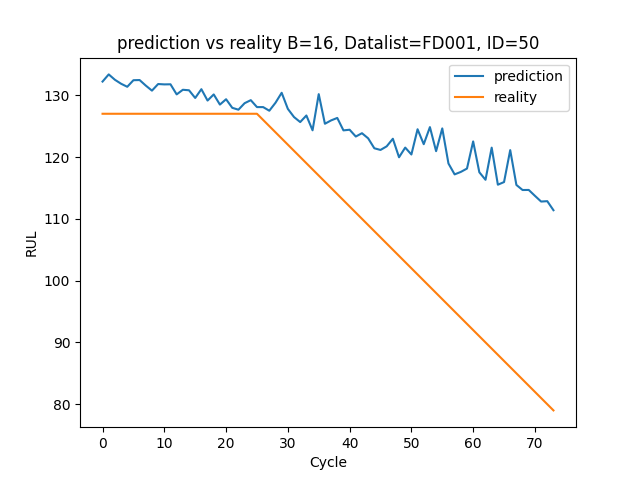 prediction vs reality B=16, Datalist=FD001, ID=50
prediction
reality
RUL
130
120
110
100
90
80
0 10 20 30 40 50 60 70
Cycle